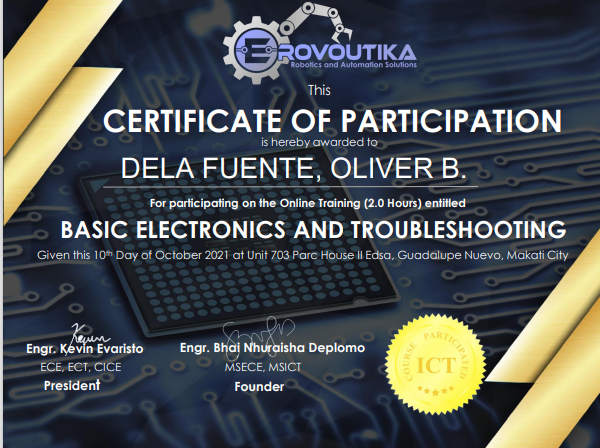 EROVOUTIKA
Robotics and Automation Solutions
This
CERTIFICATE OF PARTICIPATION
is hereby awarded to
DELA FUENTE, OLIVER B.
For participating on the Online Training (2.0 Hours) entitled
BASIC ELECTRONICS AND TROUBLESHOOTING
Given this 10th Day of October 2021 at Unit 703 Parc House II Edsa, Guadalupe Nuevo, Makati City
Engr. Kevin Evaristo
ECE, ECT, CICE
President
Engr. Bhai Nhuraisha Deplomo
MSECE, MSICT
Founder
COURSE PARTICIPATED
ICT